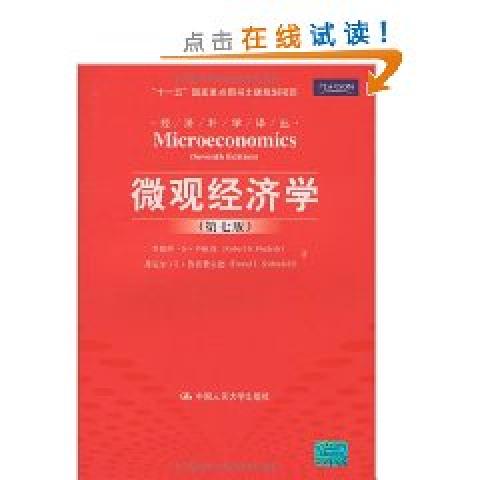 点击在线试读!
PEARSON
"十一五"国家重点图书出版规划项目
·经/济/科/学/译/丛·
Microeconomics
(Seventh Edition)
微观经济学
(第七版)
中国人民大学出版社